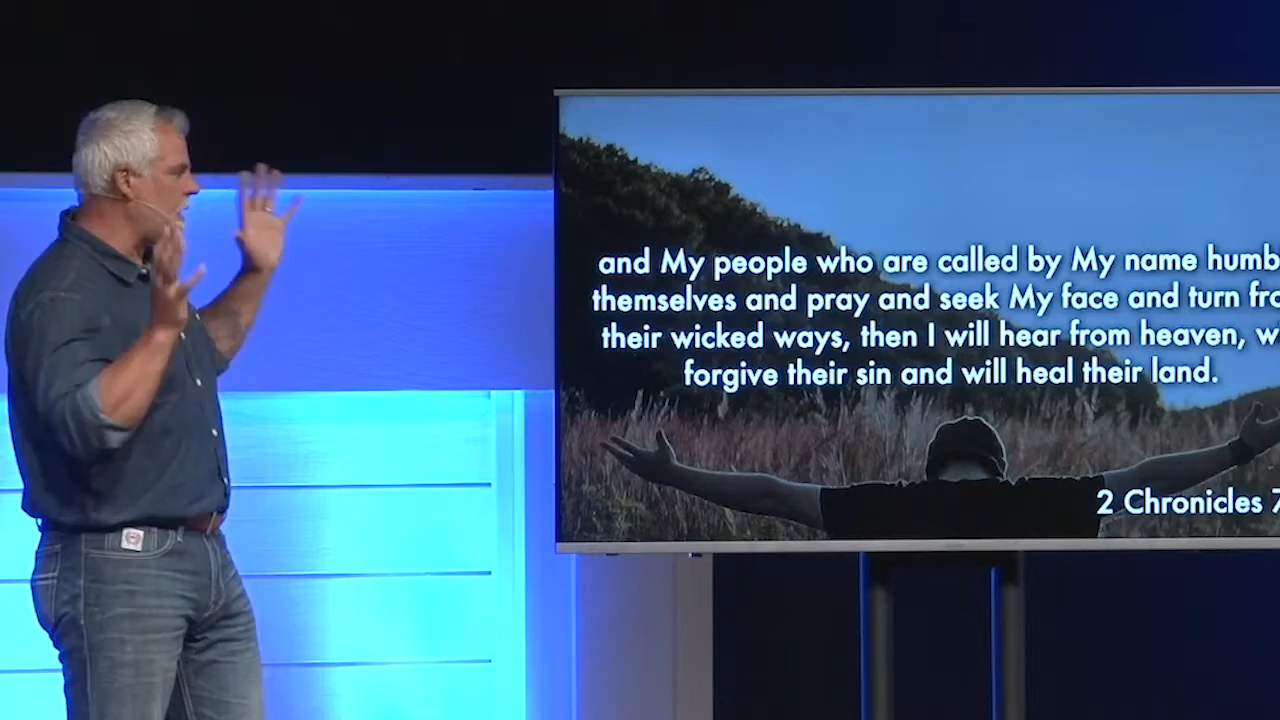 and My people who are called by My name humb
themselves and pray and seek My face and turn fro
their wicked ways, then I will hear from heaven, w
forgive their sin and will heal their land.
2 Chronicles 7